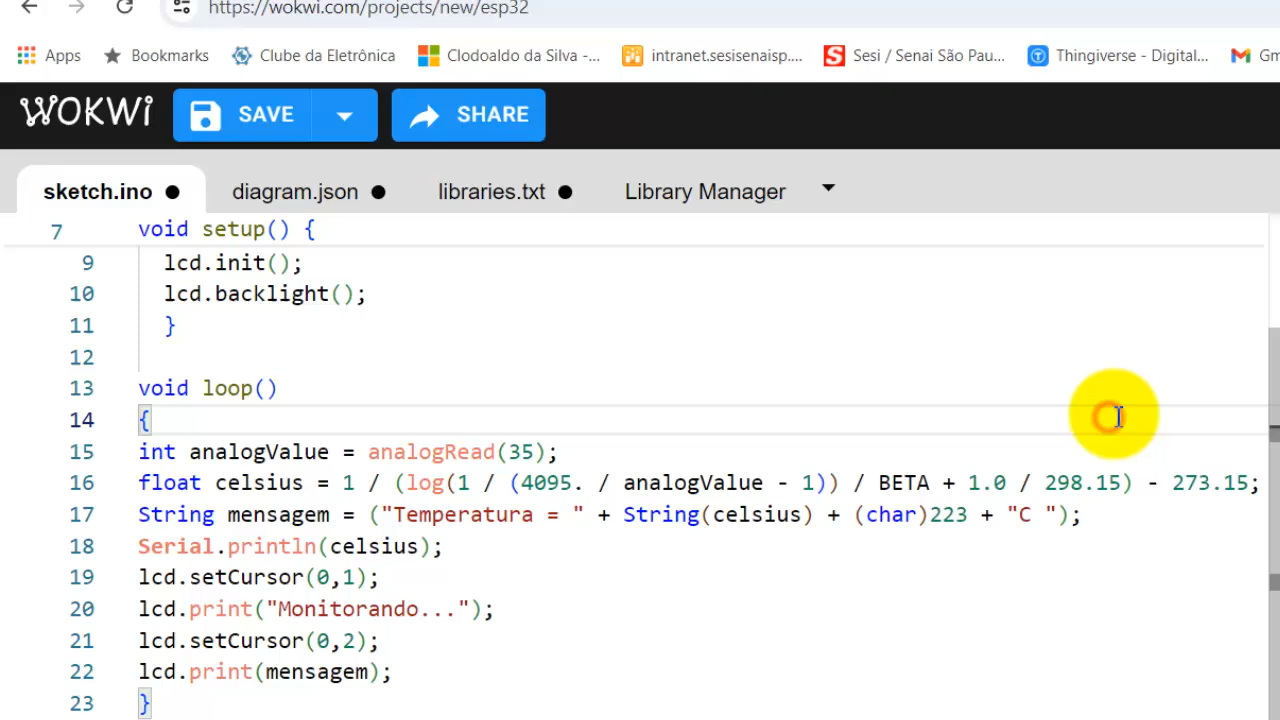 https://wokwi.com/projects/new/esp32
Apps Bookmarks Clube da Eletrônica Clodoaldo da Silva -... intranet.sesisenaisp.... Sesi / Senai São Pau... Thingiverse - Digital... Gm
WOKWi SAVE SHARE
sketch.ino diagram.json libraries.txt Library Manager
7 void setup() {
9 lcd.init();
10 lcd.backlight();
11 }
12
13 void loop()
14 {
15 int analogValue = analogRead(35);
16 float celsius = 1 / (log(1 / (4095. / analogValue - 1)) / BETA + 1.0 / 298.15) - 273.15;
17 String mensagem = ("Temperatura = " + String(celsius) + (char)223 + "C ");
18 Serial.println(celsius);
19 lcd.setCursor(0,1);
20 lcd.print("Monitorando...");
21 lcd.setCursor(0,2);
22 lcd.print(mensagem);
23 }